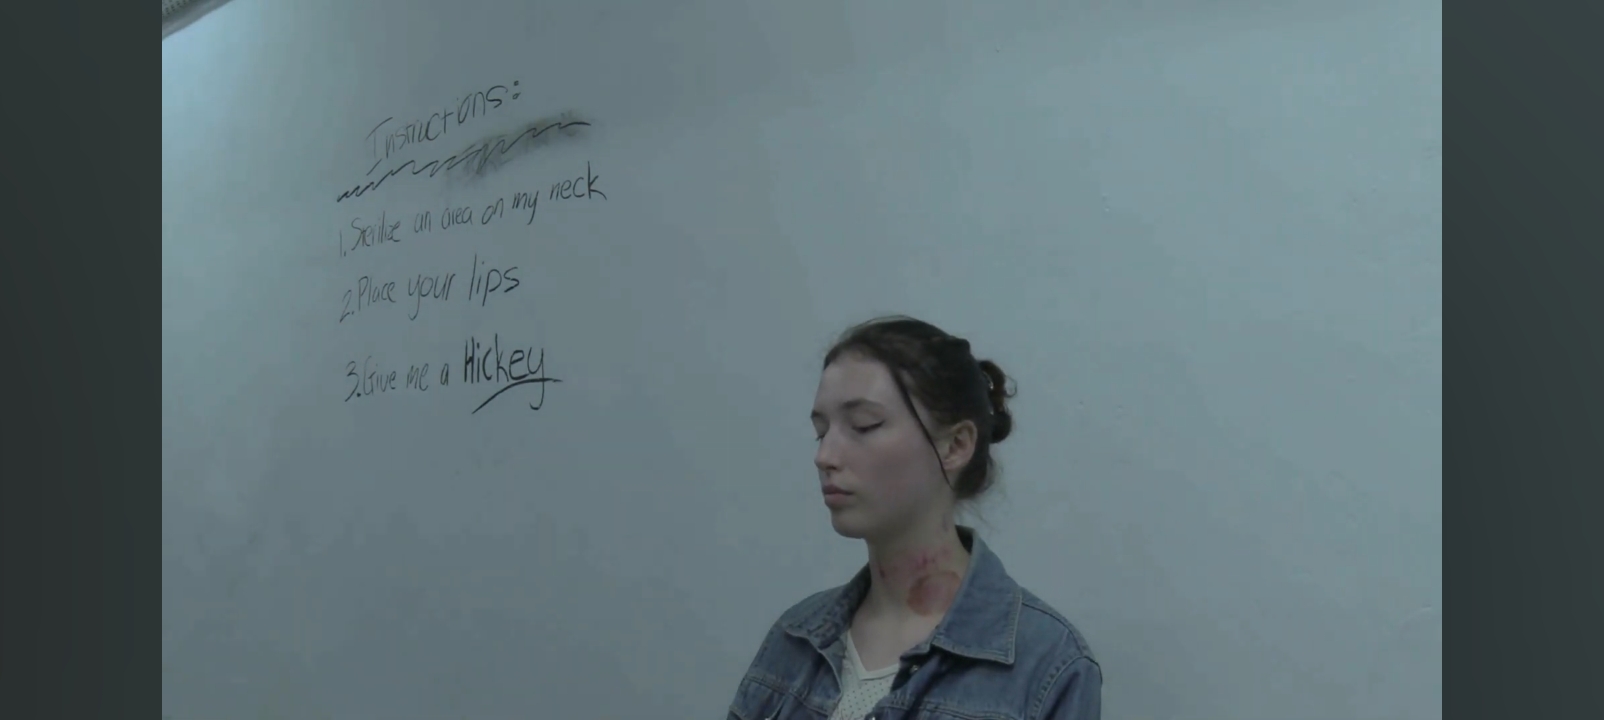 Instructions:
1. Sterilize an area on my neck
2. Place your lips
3. Give me a Hickey